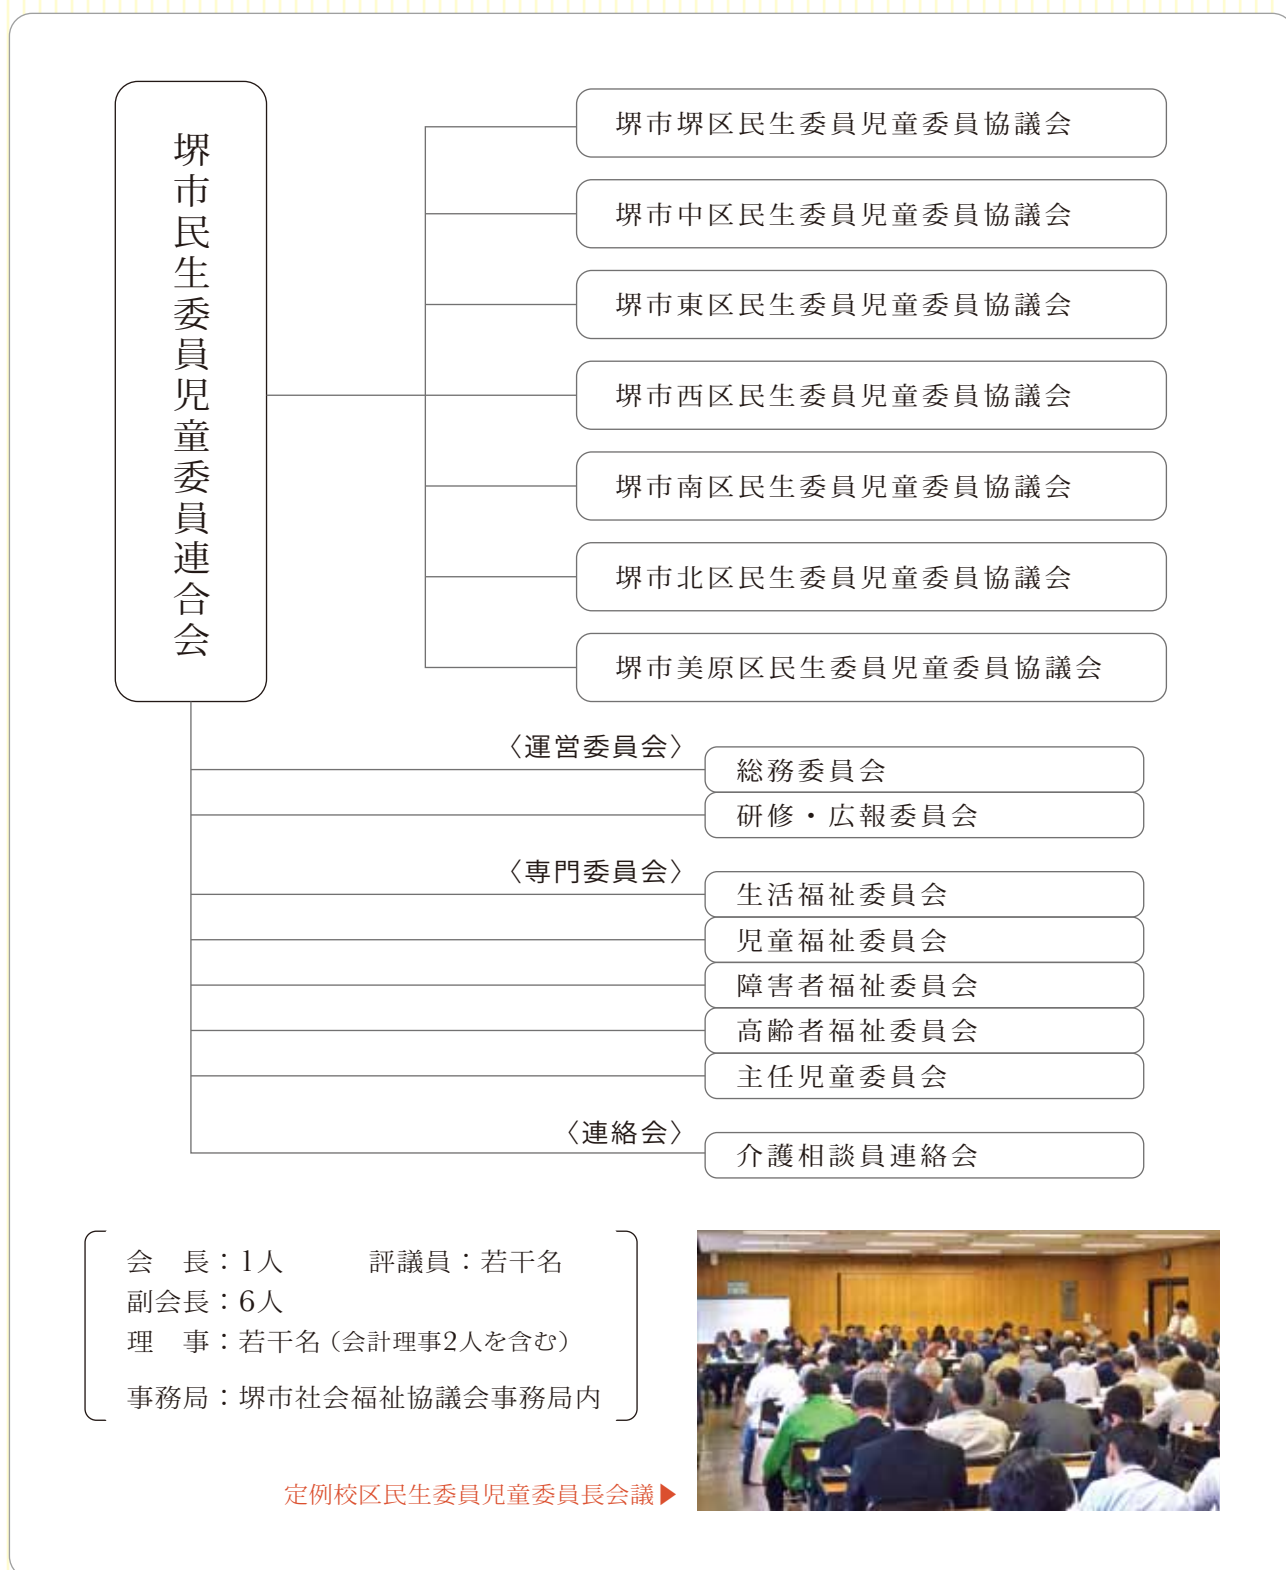 堺市民生委員児童委員連合会
堺市堺区民生委員児童委員協議会
堺市中区民生委員児童委員協議会
堺市東区民生委員児童委員協議会
堺市西区民生委員児童委員協議会
堺市南区民生委員児童委員協議会
堺市北区民生委員児童委員協議会
堺市美原区民生委員児童委員協議会
〈運営委員会〉
総務委員会
研修・広報委員会
〈専門委員会〉
生活福祉委員会
児童福祉委員会
障害者福祉委員会
高齢者福祉委員会
主任児童委員会
〈連絡会〉
介護相談員連絡会
会　長：1人　　評議員：若干名
副会長：6人
理　事：若干名（会計理事2人を含む）
事務局：堺市社会福祉協議会事務局内
定例校区民生委員児童委員長会議▶